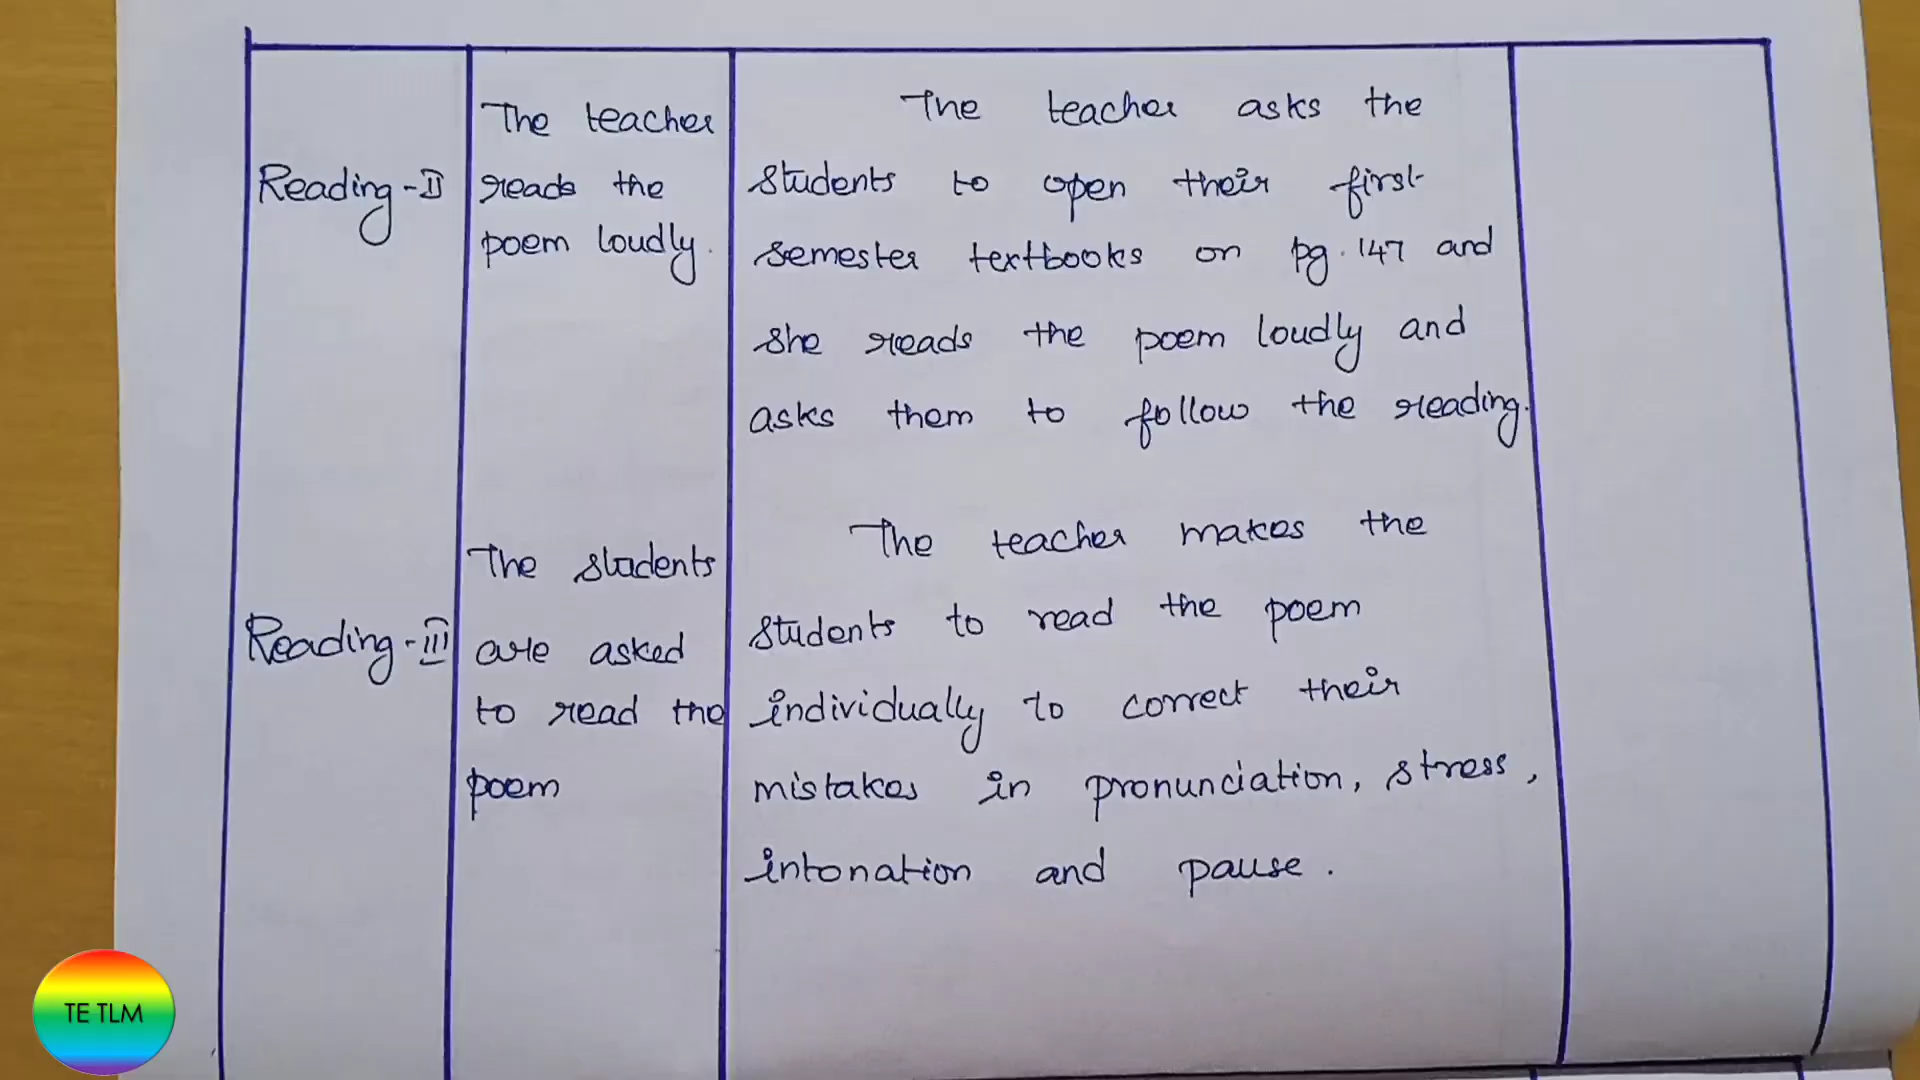 Reading-II
The teacher
reads the
poem loudly.
The teacher asks the
students to open their first
semester textbooks on pg.147 and
she reads the poem loudly and
asks them to follow the reading.
Reading-III
The students
are asked
to read the
poem
The teacher makes the
students to read the poem
individually to correct their
mistakes in pronunciation, stress,
intonation and pause.
TE TLM